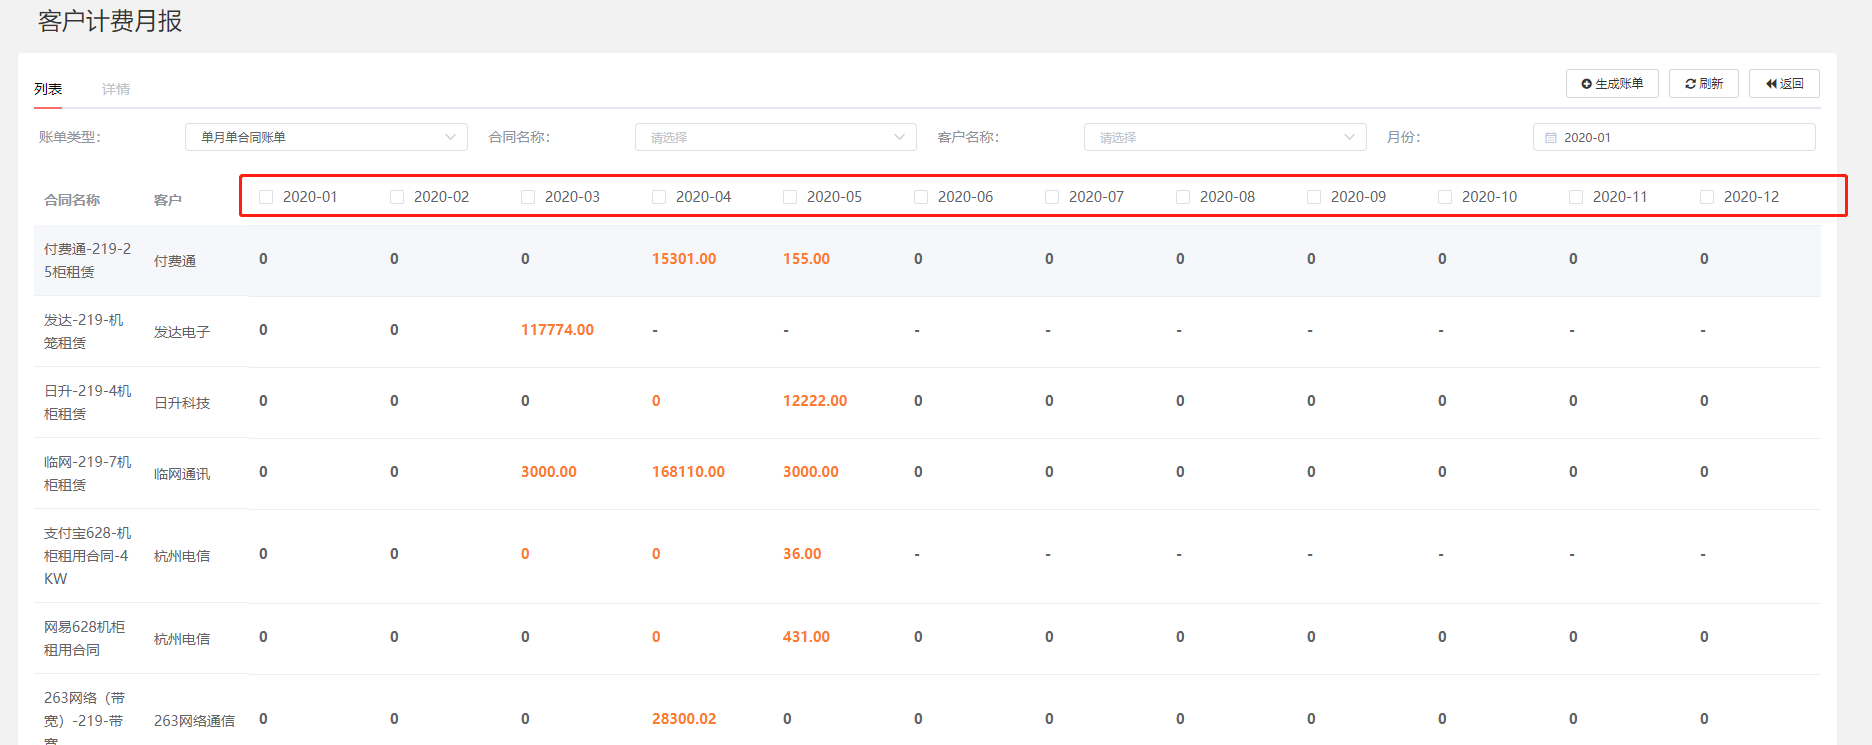 客户计费月报
列表 详情 生成账单 刷新 返回
账单类型: 单月单合同账单 合同名称: 请选择 客户名称: 请选择 月份: 2020-01
合同名称 客户 2020-01 2020-02 2020-03 2020-04 2020-05 2020-06 2020-07 2020-08 2020-09 2020-10 2020-11 2020-12
付费通-219-2
5柜租赁 付费通 0 0 0 15301.00 155.00 0 0 0 0 0 0 0
发达-219-机
笼租赁 发达电子 0 0 117774.00 - - - - - - - - -
日升-219-4机
柜租赁 日升科技 0 0 0 0 12222.00 0 0 0 0 0 0 0
临网-219-7机
柜租赁 临网通讯 0 0 3000.00 168110.00 3000.00 0 0 0 0 0 0 0
支付宝628-机
柜租用合同-4 杭州电信 0 0 0 0 36.00 - - - - - - -
KW
网易628机柜
租用合同 杭州电信 0 0 0 0 431.00 0 0 0 0 0 0 0
263网络（带
宽）-219-带 263网络通信 0 0 0 28300.02 0 0 0 0 0 0 0 0
宽